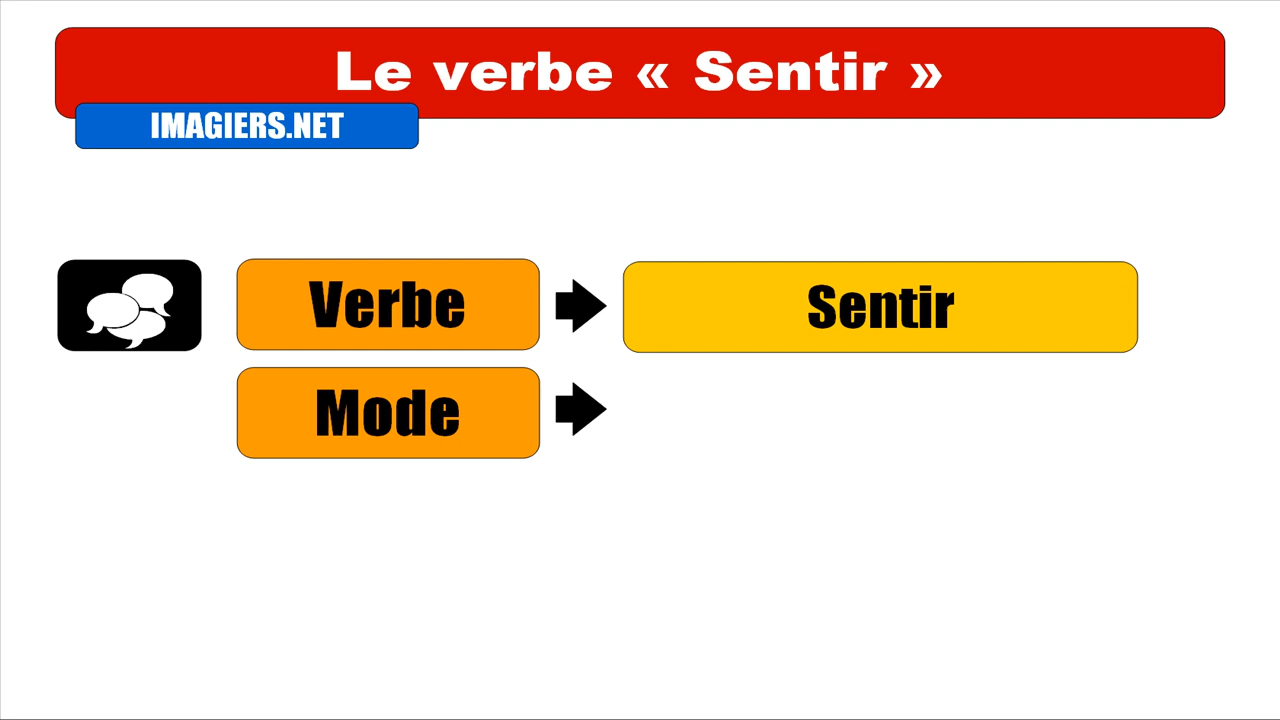 Le verbe « Sentir »
IMAGIERS.NET
Verbe
Sentir
Mode